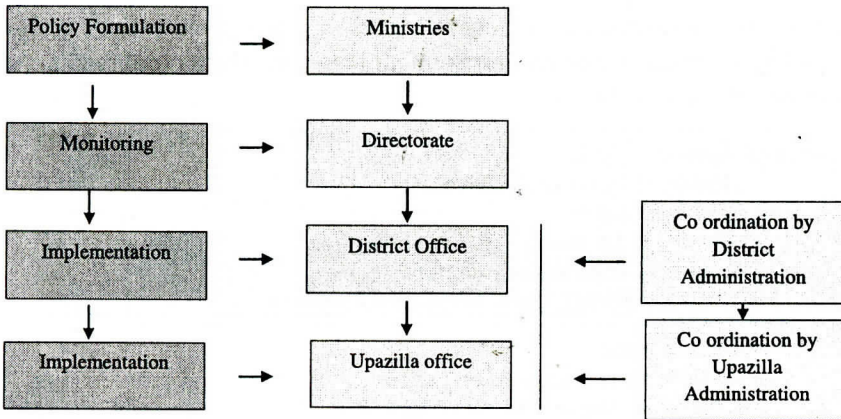 Policy Formulation
Ministries
Monitoring
Directorate
Implementation
District Office
Co ordination by
District
Administration
Implementation
Upazilla office
Co ordination by
Upazilla
Administration